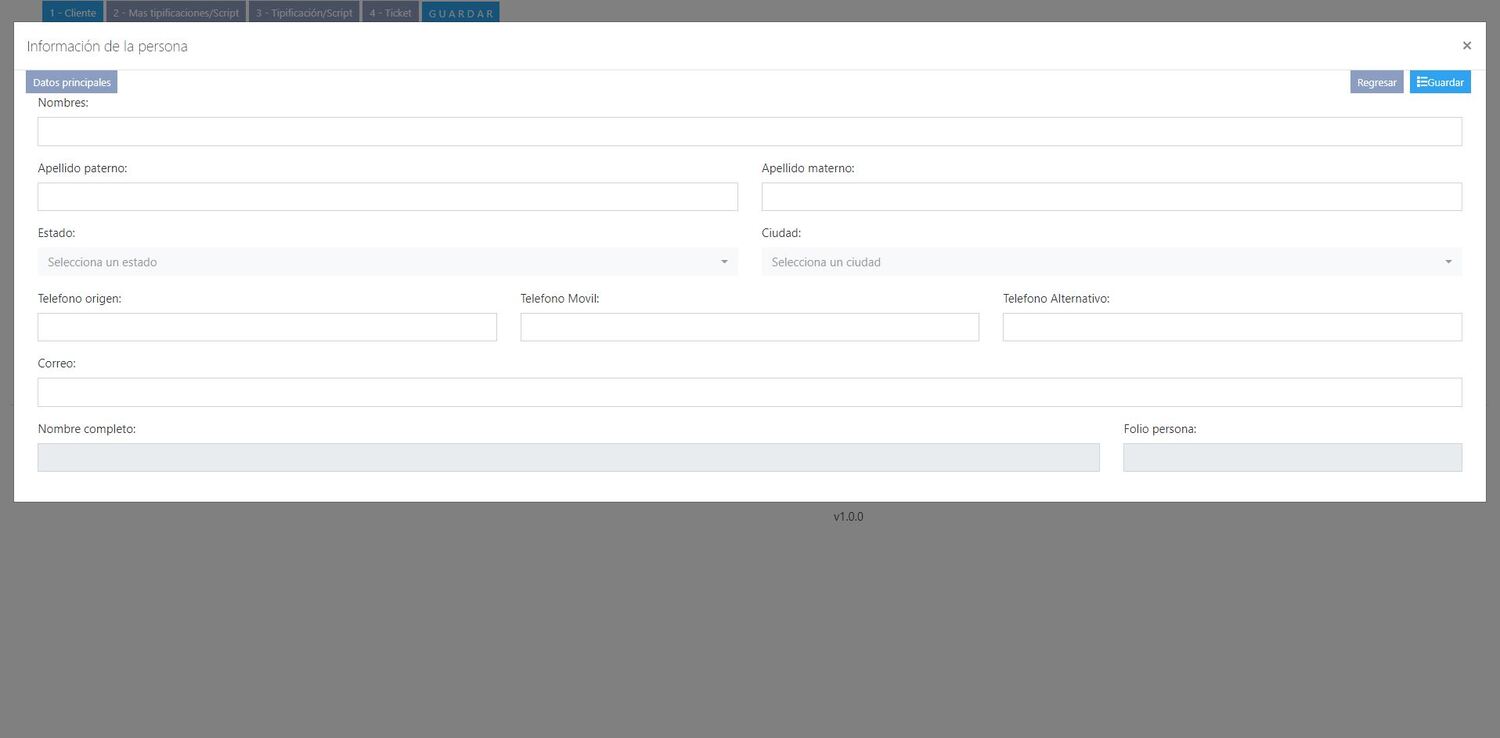 1 - Cliente 2 - Mas tipificaciones/Script 3 - Tipificación/Script 4 - Ticket G U A R D A R
Información de la persona ×
Datos principales Regresar Guardar
Nombres:
Apellido paterno: Apellido materno:
Estado: Ciudad:
Selecciona un estado Selecciona un ciudad
Telefono origen: Telefono Movil: Telefono Alternativo:
Correo:
Nombre completo: Folio persona:
v1.0.0